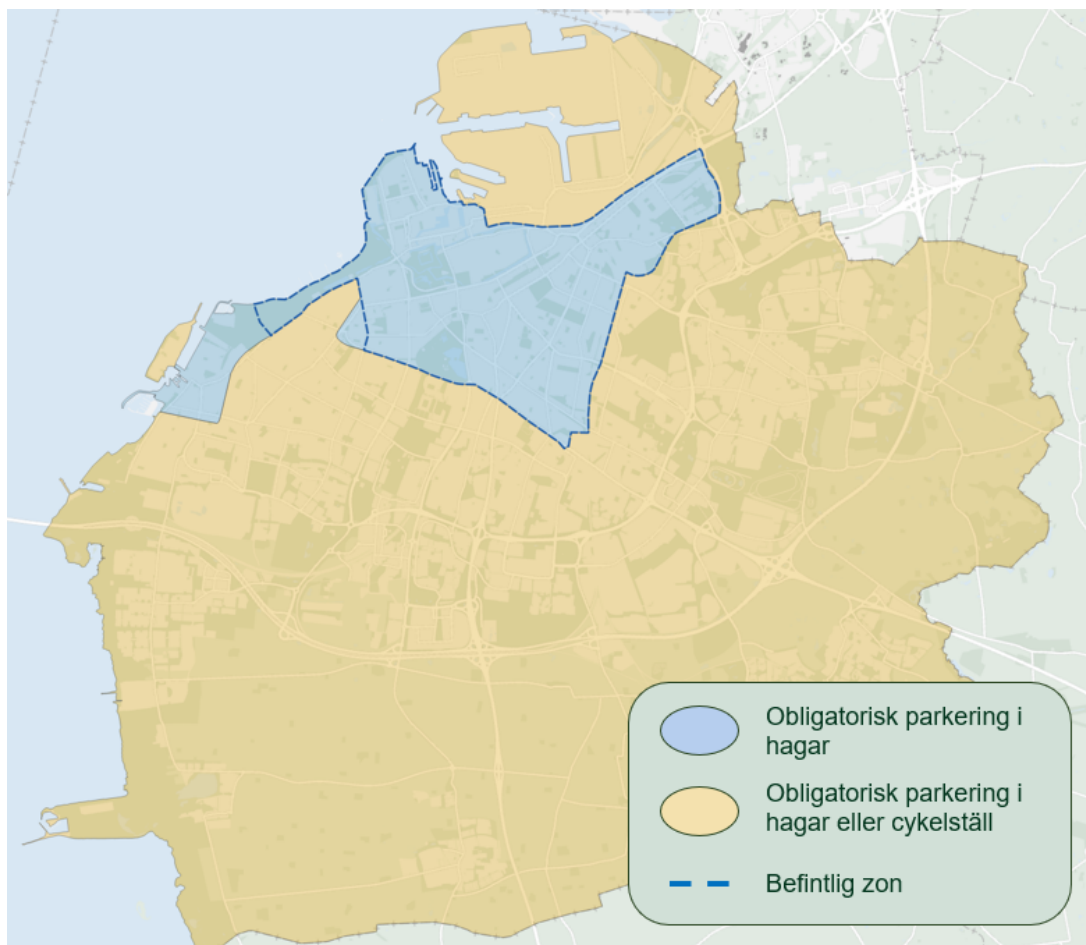 Obligatorisk parkering i
hagar
Obligatorisk parkering i
hagar eller cykelställ
Befintlig zon